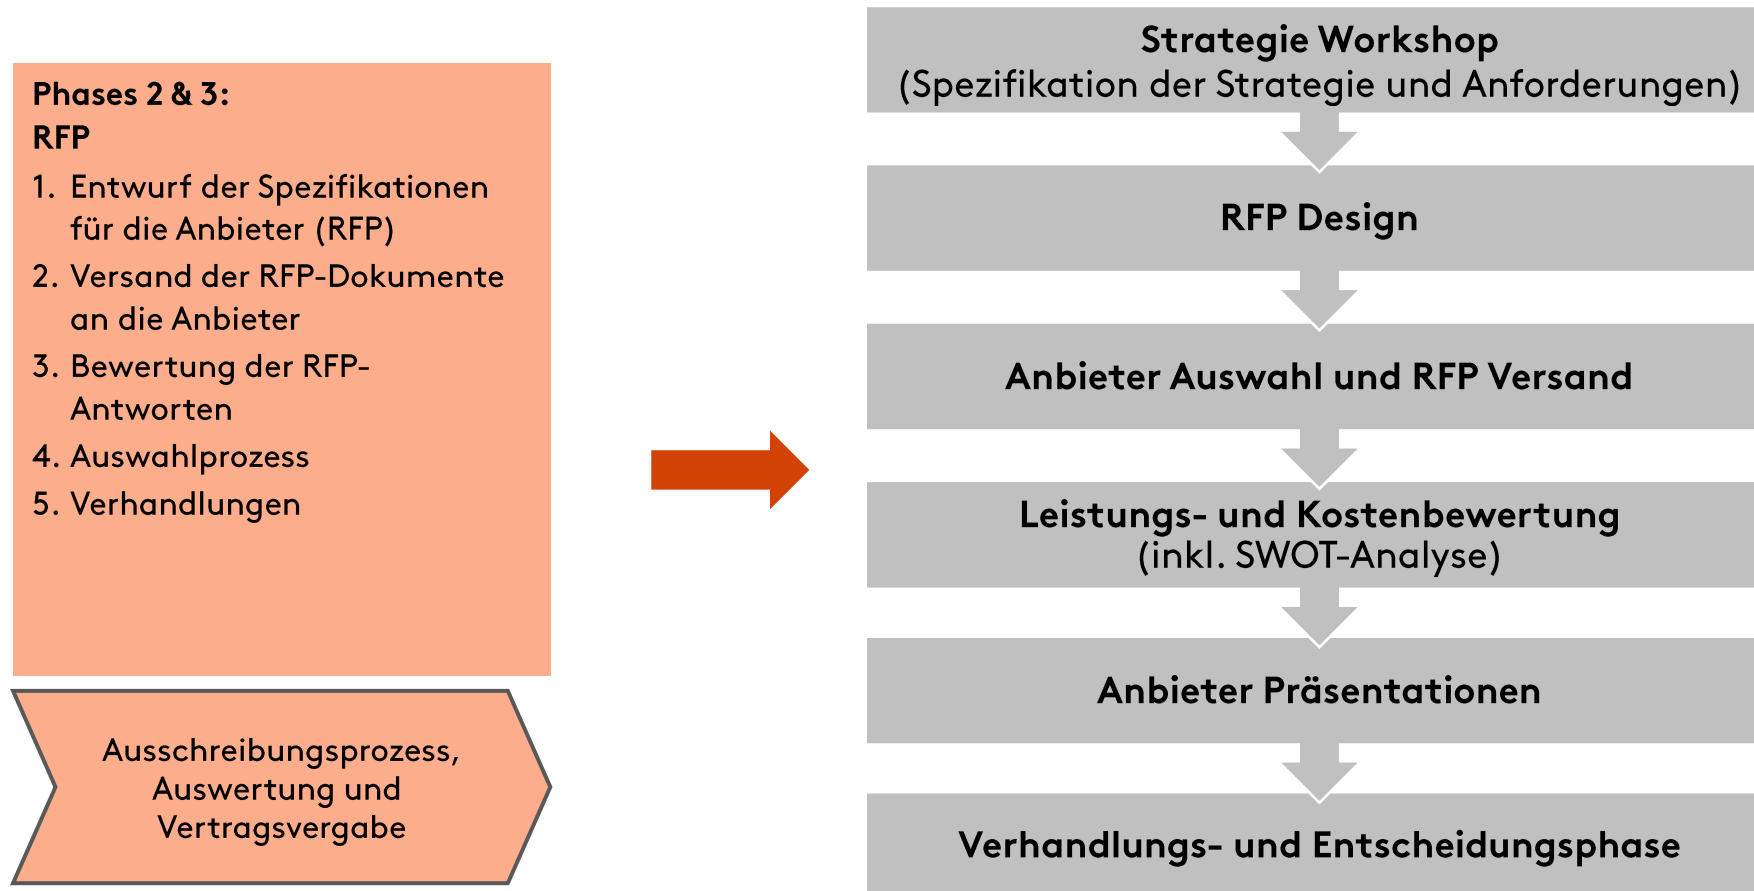 Phases 2 & 3:
RFP
1. Entwurf der Spezifikationen
für die Anbieter (RFP)
2. Versand der RFP-Dokumente
an die Anbieter
3. Bewertung der RFP-
Antworten
4. Auswahlprozess
5. Verhandlungen
Ausschreibungsprozess,
Auswertung und
Vertragsvergabe
Strategie Workshop
(Spezifikation der Strategie und Anforderungen)
RFP Design
Anbieter Auswahl und RFP Versand
Leistungs- und Kostenbewertung
(inkl. SWOT-Analyse)
Anbieter Präsentationen
Verhandlungs- und Entscheidungsphase